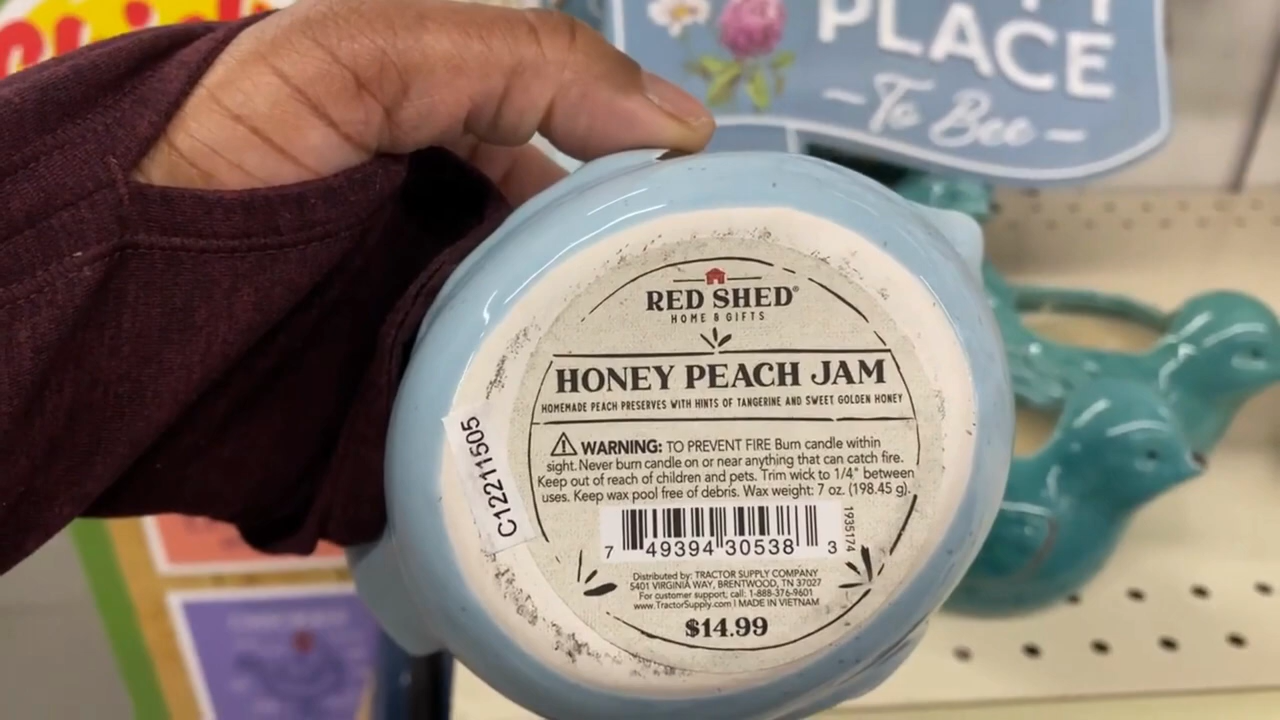 PLACE
~ To Bee ~
RED SHED®
HOME & GIFTS
HONEY PEACH JAM
HOMEMADE PEACH PRESERVES WITH HINTS OF TANGERINE AND SWEET GOLDEN HONEY
WARNING: TO PREVENT FIRE Burn candle within
sight. Never burn candle on or near anything that can catch fire.
Keep out of reach of children and pets. Trim wick to 1/4" between
uses. Keep wax pool free of debris. Wax weight: 7 oz. (198.45 g).
C12211505
7 49394 30538 3
1935174
Distributed by: TRACTOR SUPPLY COMPANY
5401 VIRGINIA WAY, BRENTWOOD, TN 37027
For customer support, call: 1-888-376-9601
www.TractorSupply.com | MADE IN VIETNAM
$14.99